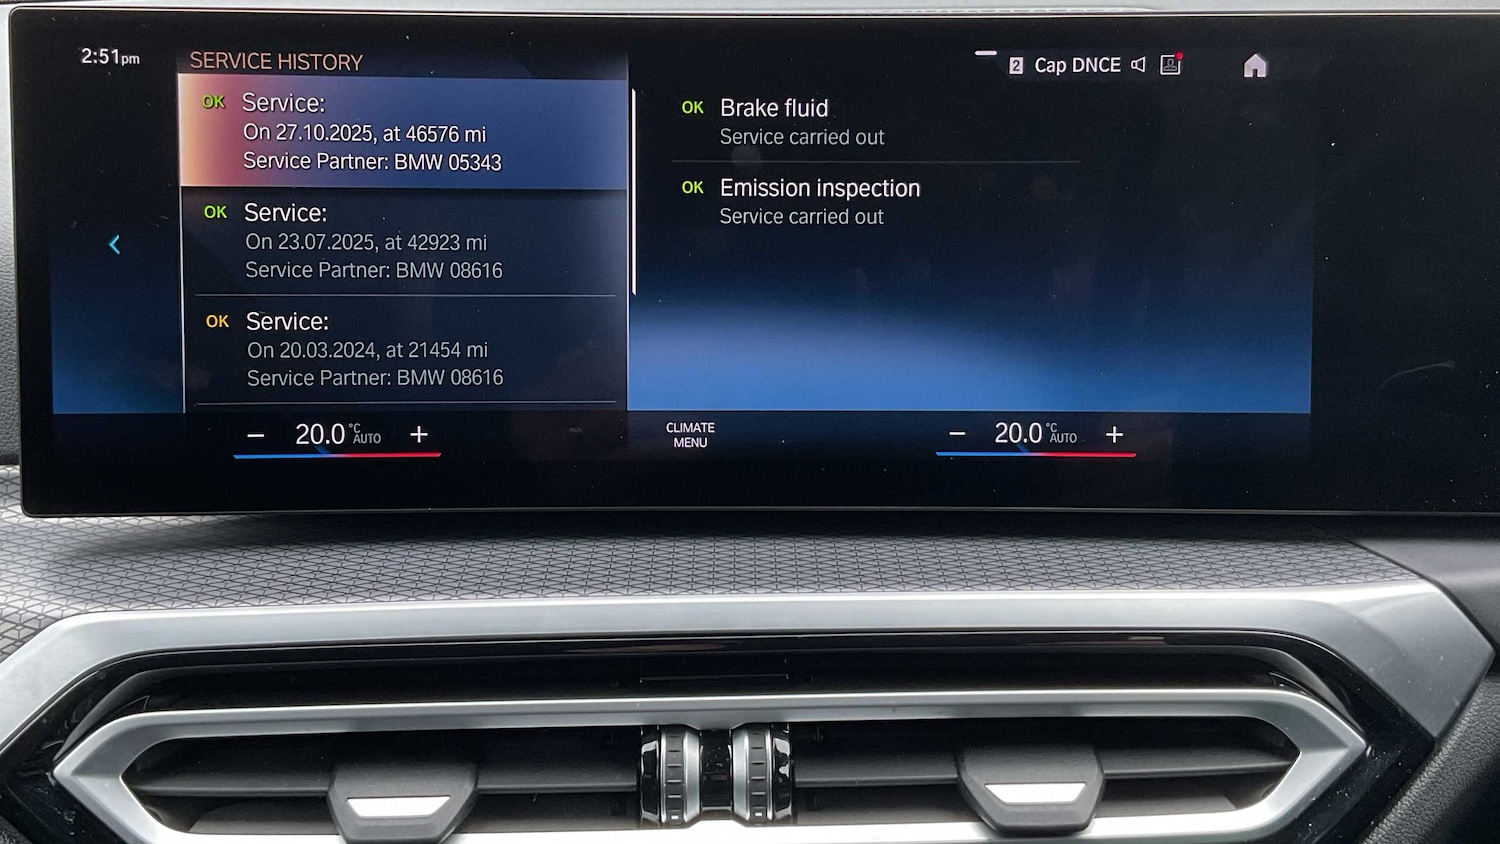 2:51pm
SERVICE HISTORY
2 Cap DNCE
OK Service:
On 27.10.2025, at 46576 mi
Service Partner: BMW 05343
OK Service:
On 23.07.2025, at 42923 mi
Service Partner: BMW 08616
OK Service:
On 20.03.2024, at 21454 mi
Service Partner: BMW 08616
OK Brake fluid
Service carried out
OK Emission inspection
Service carried out
− 20.0 °C AUTO +
CLIMATE
MENU
− 20.0 °C AUTO +